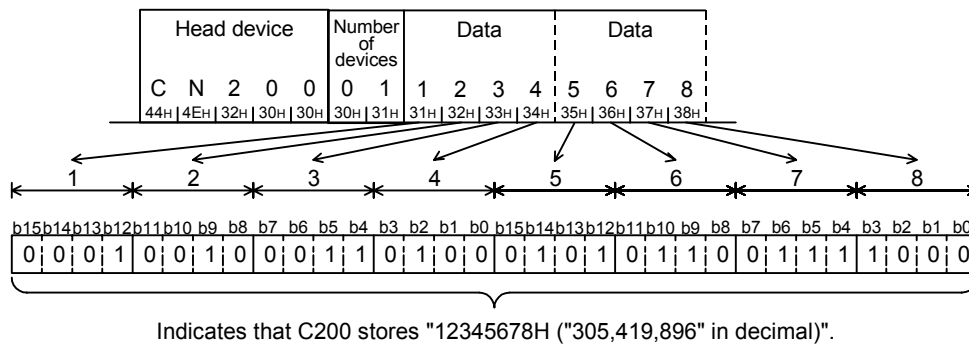 Head device Number of devices Data Data
C N 2 0 0 0 1 1 2 3 4 5 6 7 8
44H 4EH 32H 30H 30H 30H 31H 31H 32H 33H 34H 35H 36H 37H 38H
1 2 3 4 5 6 7 8
b15 b14 b13 b12 b11 b10 b9 b8 b7 b6 b5 b4 b3 b2 b1 b0 b15 b14 b13 b12 b11 b10 b9 b8 b7 b6 b5 b4 b3 b2 b1 b0
0 0 0 1 0 0 1 0 0 0 1 1 0 1 0 0 0 1 0 1 0 1 1 0 0 1 1 1 1 0 0 0
Indicates that C200 stores "12345678H ("305,419,896" in decimal)".